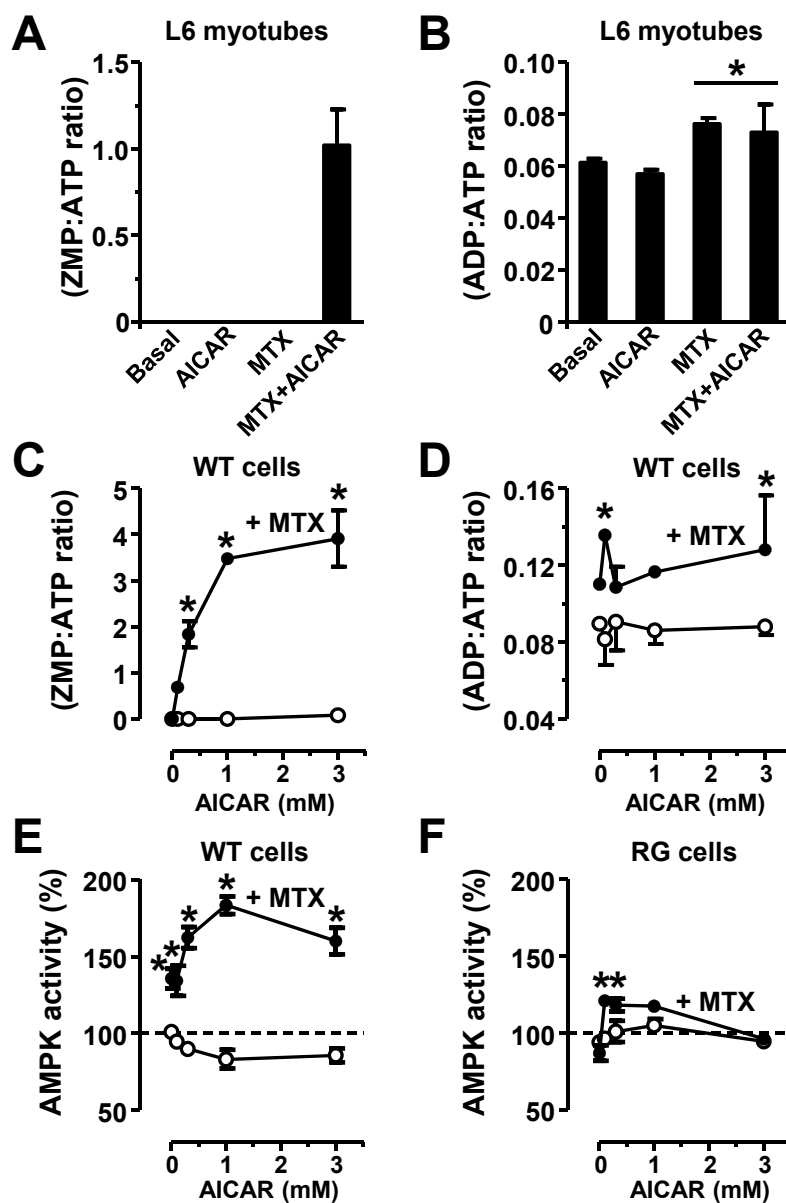 A
L6 myotubes
(ZMP:ATP ratio)
1.5
1.0
0.5
0
Basal
AICAR
MTX
MTX+AICAR
B
L6 myotubes
(ADP:ATP ratio)
0.10
0.08
0.06
0.04
0.02
0
*
Basal
AICAR
MTX
MTX+AICAR
C
WT cells
(ZMP:ATP ratio)
5
4
3
2
1
0
* * *
+ MTX
0 1 2 3
AICAR (mM)
D
WT cells
(ADP:ATP ratio)
0.16
0.12
0.08
0.04
* *
+ MTX
0 1 2 3
AICAR (mM)
E
WT cells
AMPK activity (%)
200
150
100
50
* * * * *
+ MTX
0 1 2 3
AICAR (mM)
F
RG cells
AMPK activity (%)
200
150
100
50
**
+ MTX
0 1 2 3
AICAR (mM)